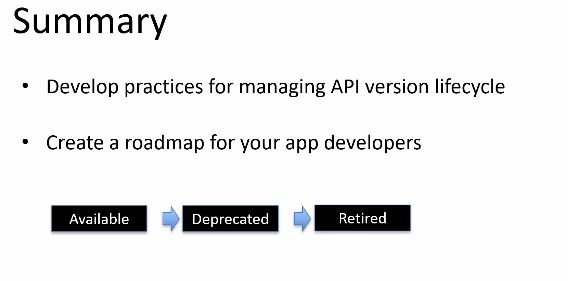 Summary
• Develop practices for managing API version lifecycle
• Create a roadmap for your app developers
Available Deprecated Retired